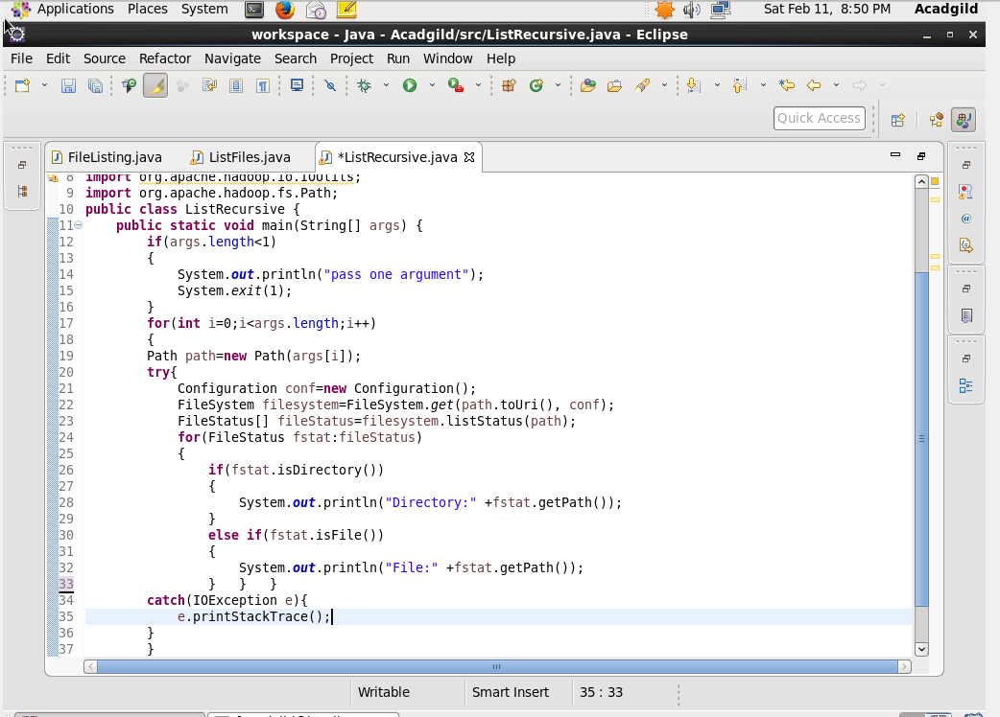 Applications Places System Sat Feb 11, 8:50 PM Acadgild
workspace - Java - Acadgild/src/ListRecursive.java - Eclipse
File Edit Source Refactor Navigate Search Project Run Window Help
Quick Access
FileListing.java ListFiles.java *ListRecursive.java
8 import org.apache.hadoop.io.IOUtils;
9 import org.apache.hadoop.fs.Path;
10 public class ListRecursive {
11 public static void main(String[] args) {
12 if(args.length<1)
13 {
14 System.out.println("pass one argument");
15 System.exit(1);
16 }
17 for(int i=0;i<args.length;i++)
18 {
19 Path path=new Path(args[i]);
20 try{
21 Configuration conf=new Configuration();
22 FileSystem filesystem=FileSystem.get(path.toUri(), conf);
23 FileStatus[] fileStatus=filesystem.listStatus(path);
24 for(FileStatus fstat:fileStatus)
25 {
26 if(fstat.isDirectory())
27 {
28 System.out.println("Directory:" +fstat.getPath());
29 }
30 else if(fstat.isFile())
31 {
32 System.out.println("File:" +fstat.getPath());
33 } } }
34 catch(IOException e){
35 e.printStackTrace();
36 }
37 }
Writable Smart Insert 35 : 33